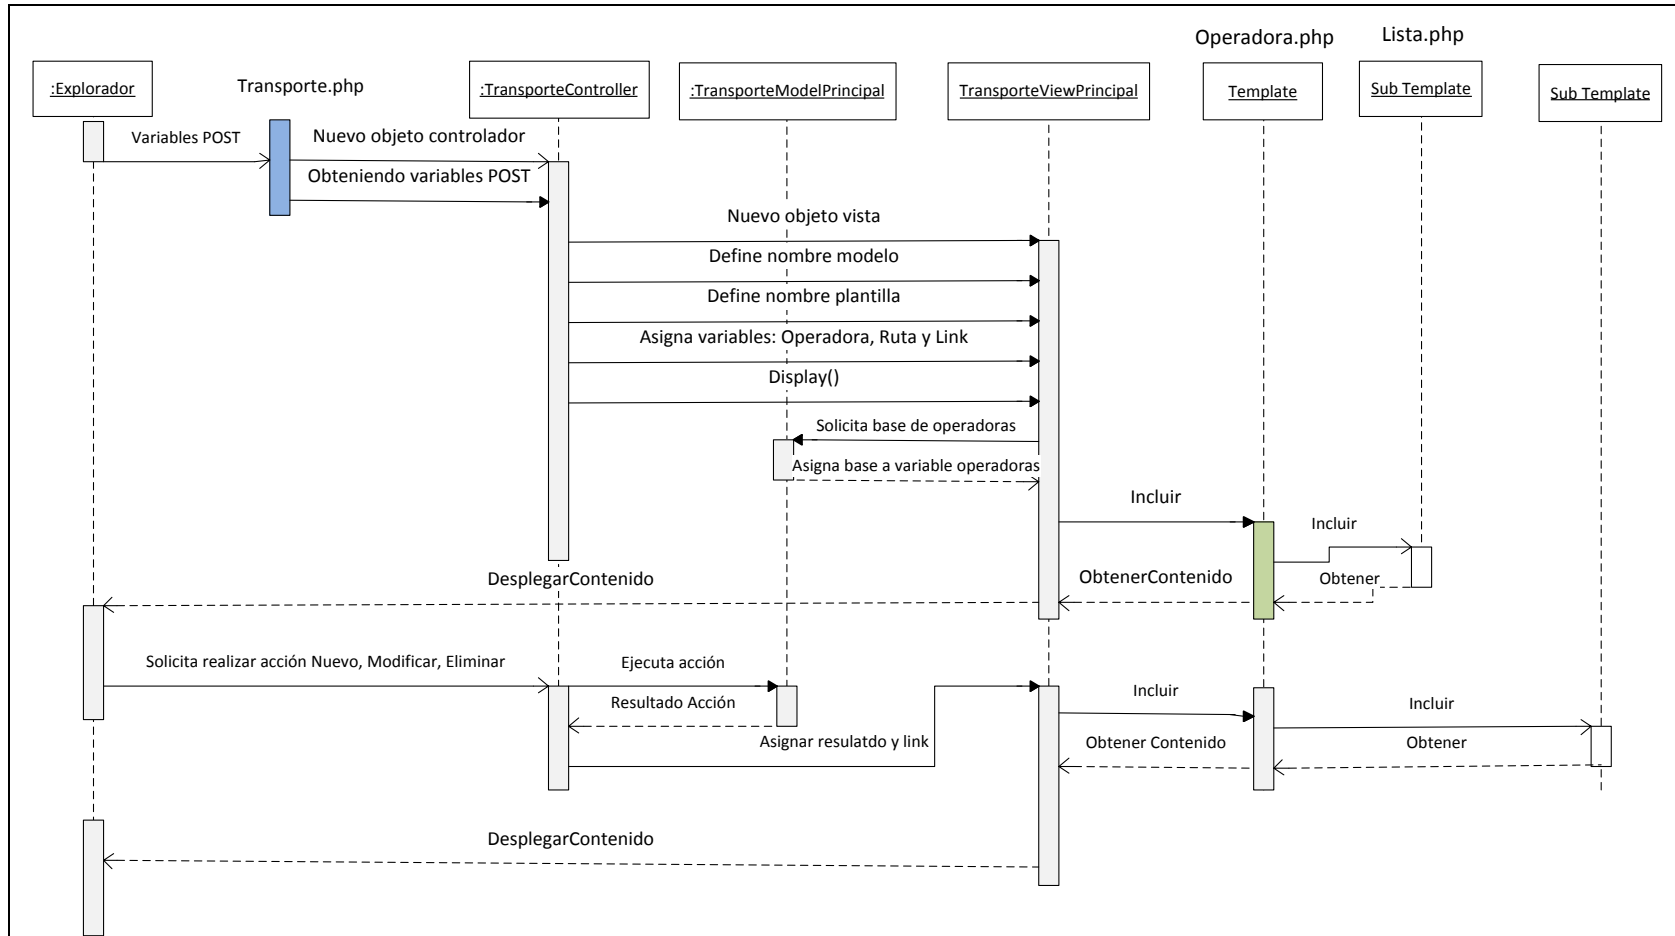 Operadora.php
Lista.php
:Explorador
Transporte.php
:TransporteController
:TransporteModelPrincipal
TransporteViewPrincipal
Template
Sub Template
Sub Template
Variables POST
Nuevo objeto controlador
Obteniendo variables POST
Nuevo objeto vista
Define nombre modelo
Define nombre plantilla
Asigna variables: Operadora, Ruta y Link
Display()
Solicita base de operadoras
Asigna base a variable operadoras
Incluir
Incluir
DesplegarContenido
ObtenerContenido
Obtener
Solicita realizar acción Nuevo, Modificar, Eliminar
Ejecuta acción
Incluir
Incluir
Resultado Acción
Asignar resulatdo y link
Obtener Contenido
Obtener
DesplegarContenido